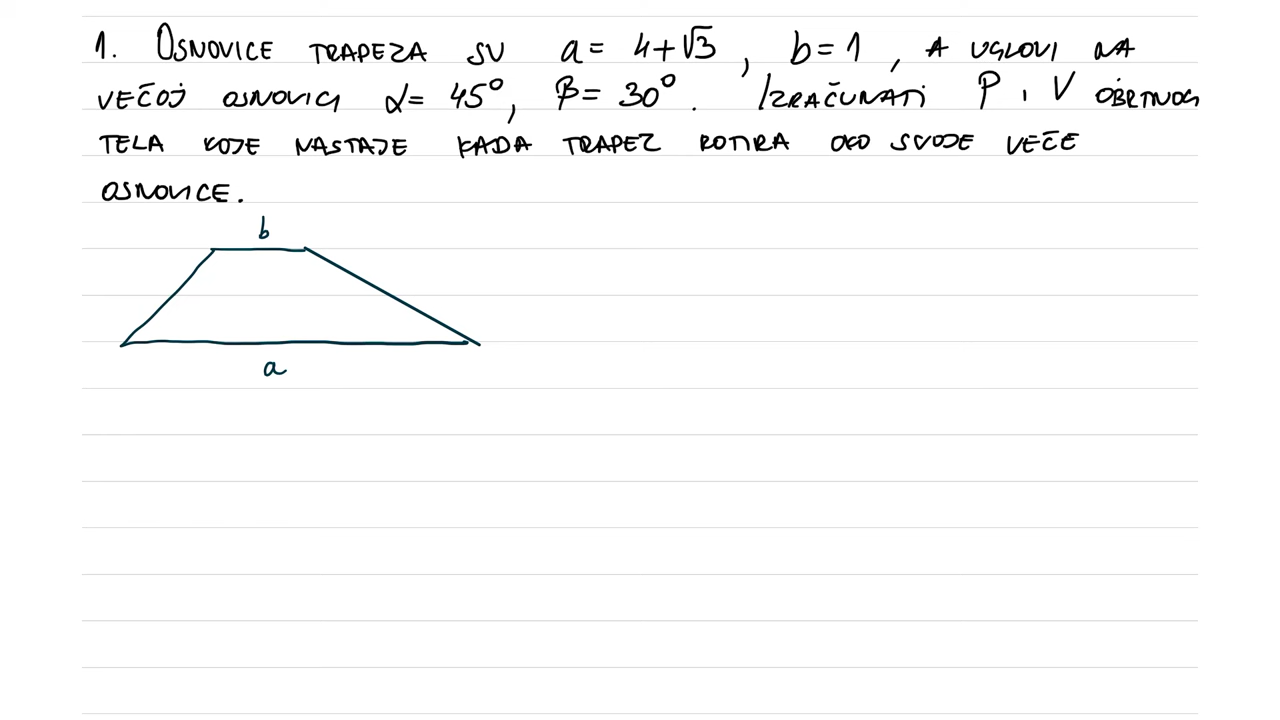 1. OSNOVICE TRAPEZA SU a = 4+√3 , b = 1 , A UGLOVI NA
VEĆOJ OSNOVICI α = 45°, β = 30°. IZRAČUNATI P I V OBRTNOG
TELA KOJE NASTAJE KADA TRAPEZ ROTIRA OKO SVOJE VEĆE
OSNOVICE.
b
a